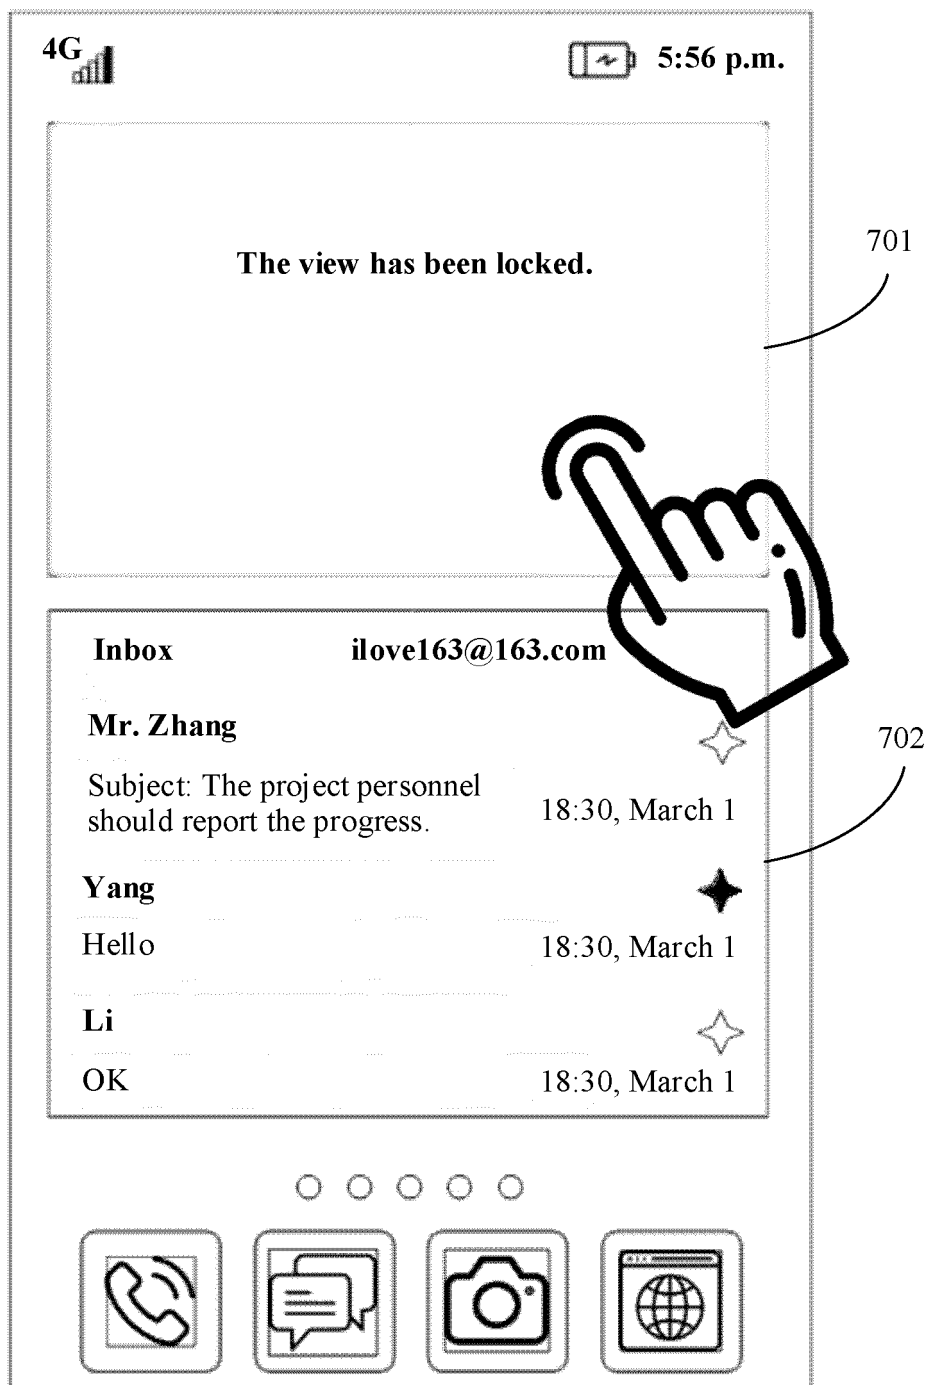 4G
5:56 p.m.
The view has been locked.
701
Inbox
ilove163@163.com
Mr. Zhang
702
Subject: The project personnel
should report the progress.
18:30, March 1
Yang
Hello
18:30, March 1
Li
OK
18:30, March 1